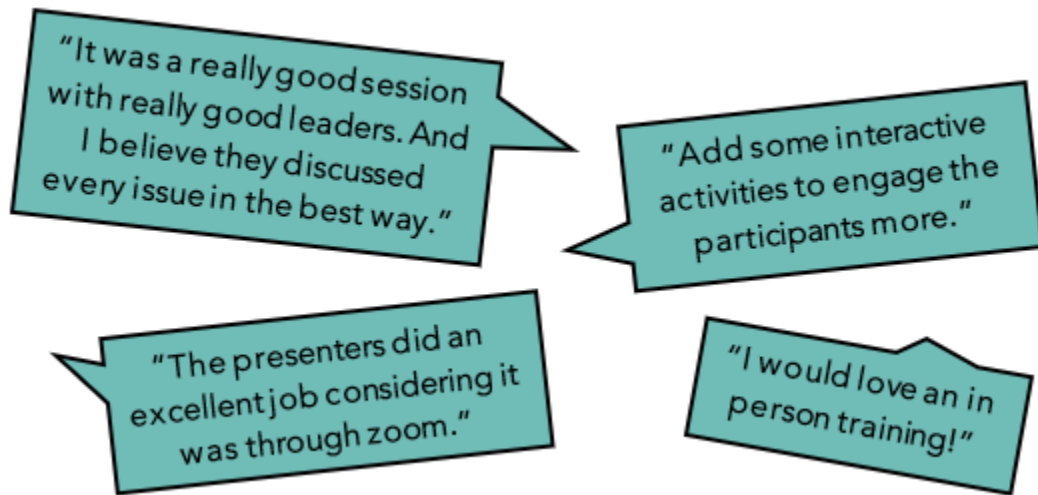 "It was a really good session
with really good leaders. And
I believe they discussed
every issue in the best way."
"Add some interactive
activities to engage the
participants more."
"The presenters did an
excellent job considering it
was through zoom."
"I would love an in
person training!"